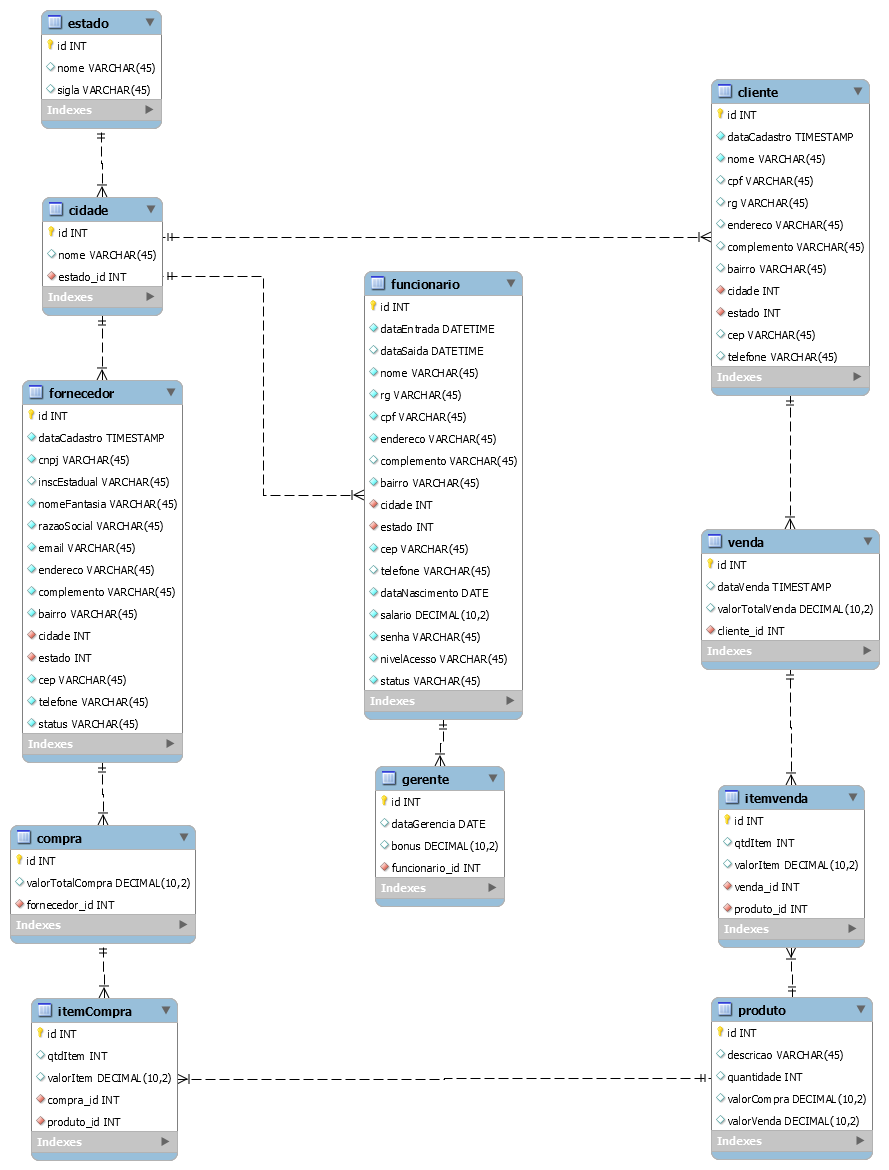 estado
id INT
nome VARCHAR(45)
sigla VARCHAR(45)
Indexes
cliente
id INT
dataCadastro TIMESTAMP
nome VARCHAR(45)
cpf VARCHAR(45)
rg VARCHAR(45)
endereco VARCHAR(45)
complemento VARCHAR(45)
bairro VARCHAR(45)
cidade INT
estado INT
cep VARCHAR(45)
telefone VARCHAR(45)
Indexes
cidade
id INT
nome VARCHAR(45)
estado_id INT
Indexes
funcionario
id INT
dataEntrada DATETIME
dataSaida DATETIME
nome VARCHAR(45)
rg VARCHAR(45)
cpf VARCHAR(45)
endereco VARCHAR(45)
complemento VARCHAR(45)
bairro VARCHAR(45)
cidade INT
estado INT
cep VARCHAR(45)
telefone VARCHAR(45)
dataNascimento DATE
salario DECIMAL(10,2)
senha VARCHAR(45)
nivelAcesso VARCHAR(45)
status VARCHAR(45)
Indexes
fornecedor
id INT
dataCadastro TIMESTAMP
cnpj VARCHAR(45)
inscEstadual VARCHAR(45)
nomeFantasia VARCHAR(45)
razaoSocial VARCHAR(45)
email VARCHAR(45)
endereco VARCHAR(45)
complemento VARCHAR(45)
bairro VARCHAR(45)
cidade INT
estado INT
cep VARCHAR(45)
telefone VARCHAR(45)
status VARCHAR(45)
Indexes
venda
id INT
dataVenda TIMESTAMP
valorTotalVenda DECIMAL(10,2)
cliente_id INT
Indexes
gerente
id INT
dataGerencia DATE
bonus DECIMAL(10,2)
funcionario_id INT
Indexes
itemvenda
id INT
qtdItem INT
valorItem DECIMAL(10,2)
venda_id INT
produto_id INT
Indexes
compra
id INT
valorTotalCompra DECIMAL(10,2)
fornecedor_id INT
Indexes
itemCompra
id INT
qtdItem INT
valorItem DECIMAL(10,2)
compra_id INT
produto_id INT
Indexes
produto
id INT
descricao VARCHAR(45)
quantidade INT
valorCompra DECIMAL(10,2)
valorVenda DECIMAL(10,2)
Indexes